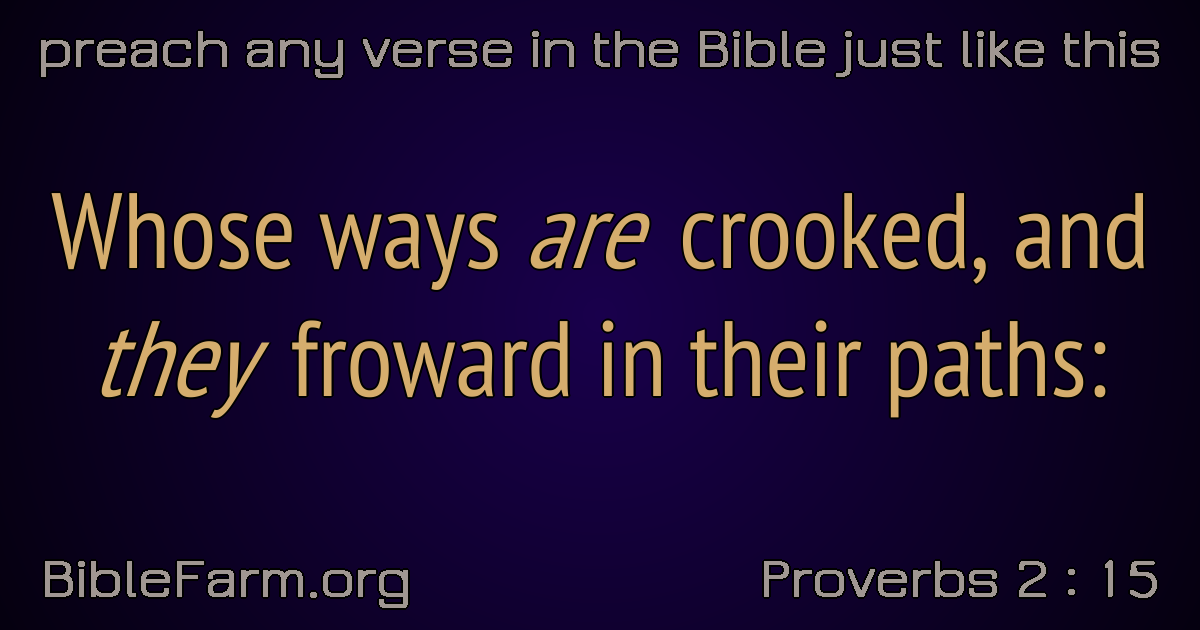 preach any verse in the Bible just like this
Whose ways are crooked, and
they froward in their paths:
BibleFarm.org
Proverbs 2 : 15